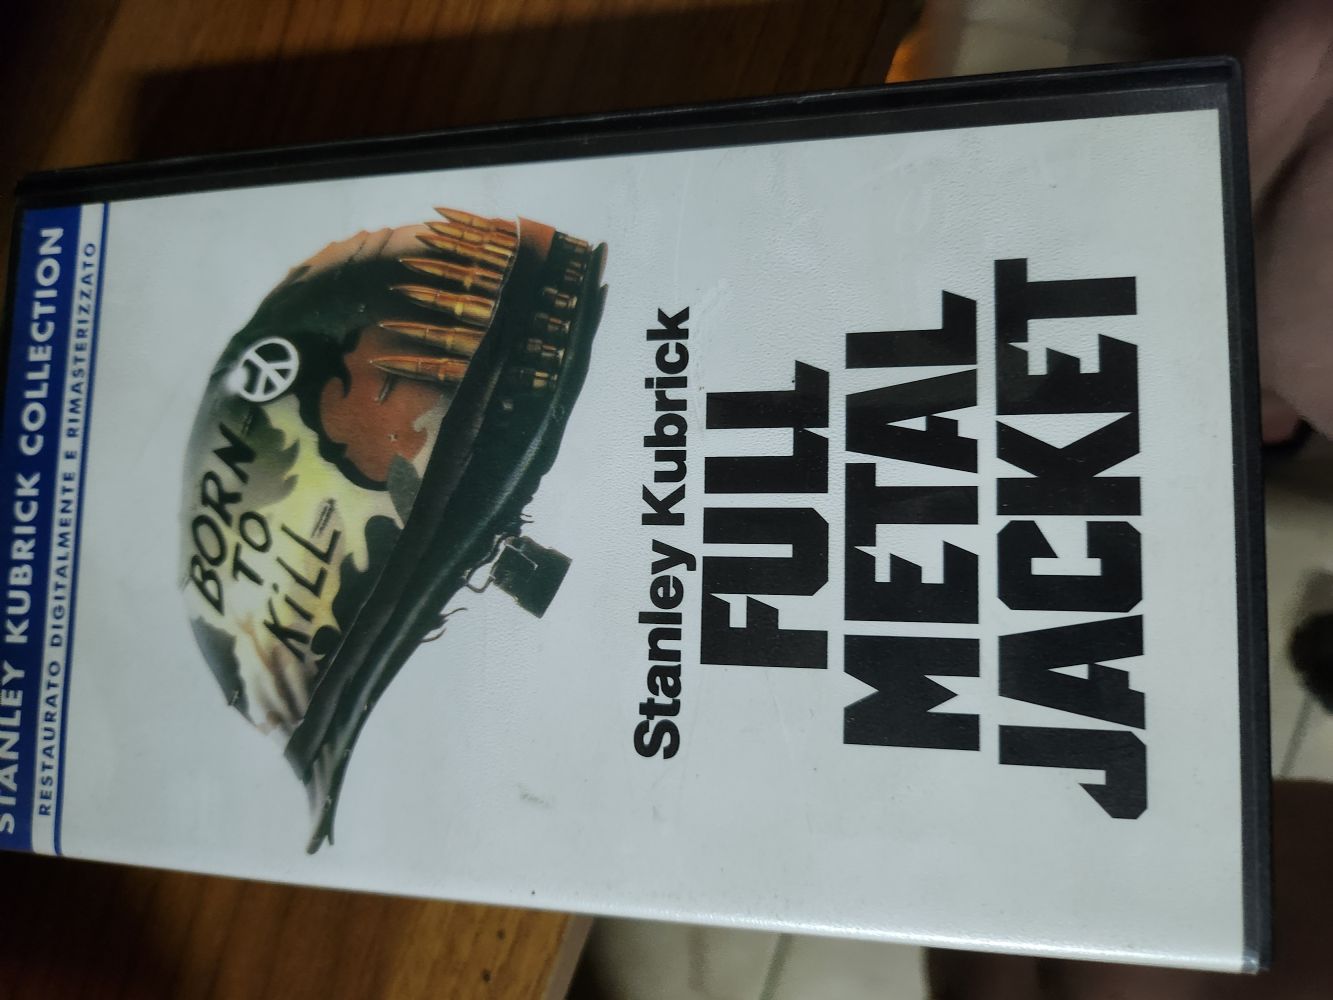 STANLEY KUBRICK COLLECTION
RESTAURATO DIGITALMENTE E RIMASTERIZZATO
BORN
TO
KiLL
Stanley Kubrick
FULL
METAL
JACKET